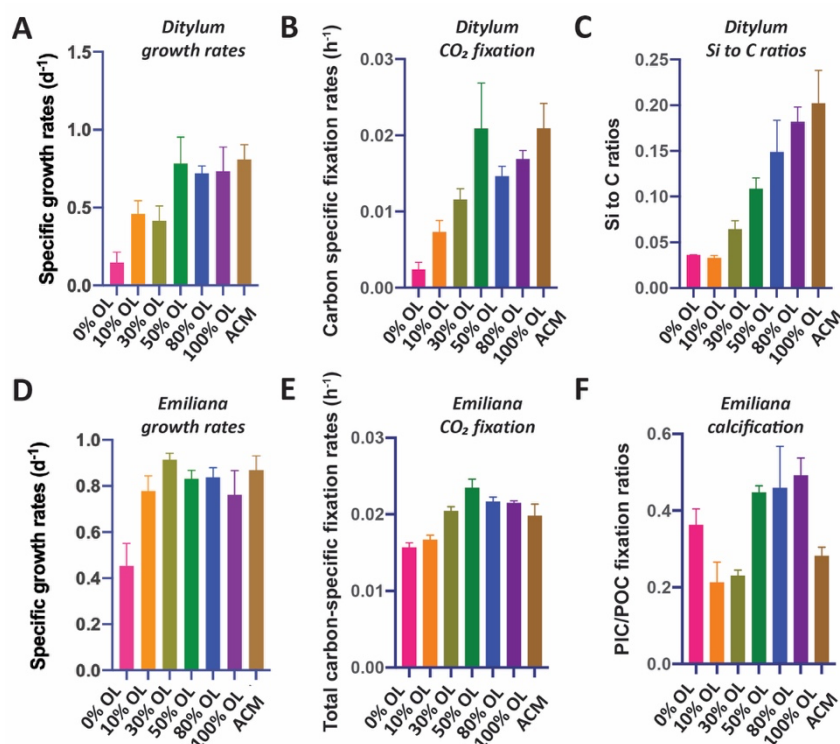 A
Ditylum
growth rates
Specific growth rates (d⁻¹)
1.5
1.0
0.5
0.0
0% OL
10% OL
30% OL
50% OL
80% OL
100% OL
ACM
B
Ditylum
CO₂ fixation
Carbon specific fixation rates (h⁻¹)
0.03
0.02
0.01
0.00
0% OL
10% OL
30% OL
50% OL
80% OL
100% OL
ACM
C
Ditylum
Si to C ratios
Si to C ratios
0.25
0.20
0.15
0.10
0.05
0.00
0% OL
10% OL
30% OL
50% OL
80% OL
100% OL
ACM
D
Emiliana
growth rates
Specific growth rates (d⁻¹)
1.0
0.8
0.6
0.4
0.2
0.0
0% OL
10% OL
30% OL
50% OL
80% OL
100% OL
ACM
E
Emiliana
CO₂ fixation
Total carbon-specific fixation rates (h⁻¹)
0.03
0.02
0.01
0.00
0% OL
10% OL
30% OL
50% OL
80% OL
100% OL
ACM
F
Emiliana
calcification
PIC/POC fixation ratios
0.6
0.4
0.2
0.0
0% OL
10% OL
30% OL
50% OL
80% OL
100% OL
ACM